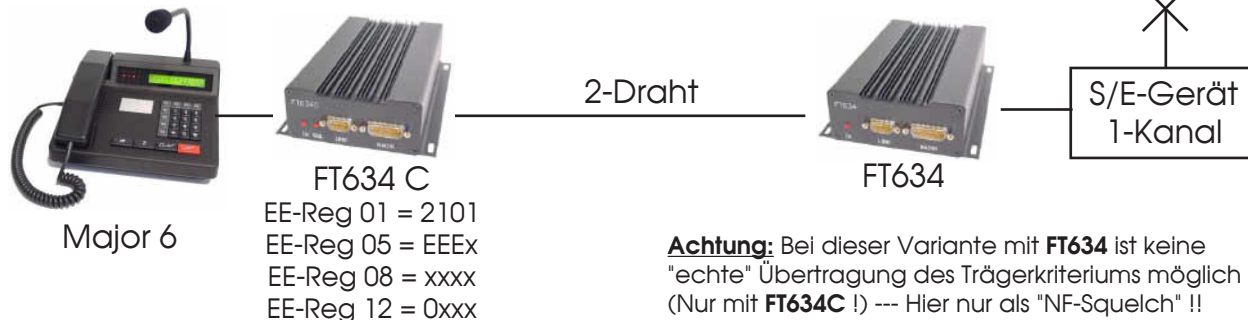 2-Draht
S/E-Gerät
1-Kanal
FT634 C
FT634
Major 6
EE-Reg 01 = 2101
EE-Reg 05 = EEEx
EE-Reg 08 = xxxx
EE-Reg 12 = 0xxx
Achtung: Bei dieser Variante mit FT634 ist keine
"echte" Übertragung des Trägerkriteriums möglich
(Nur mit FT634C !) --- Hier nur als "NF-Squelch" !!